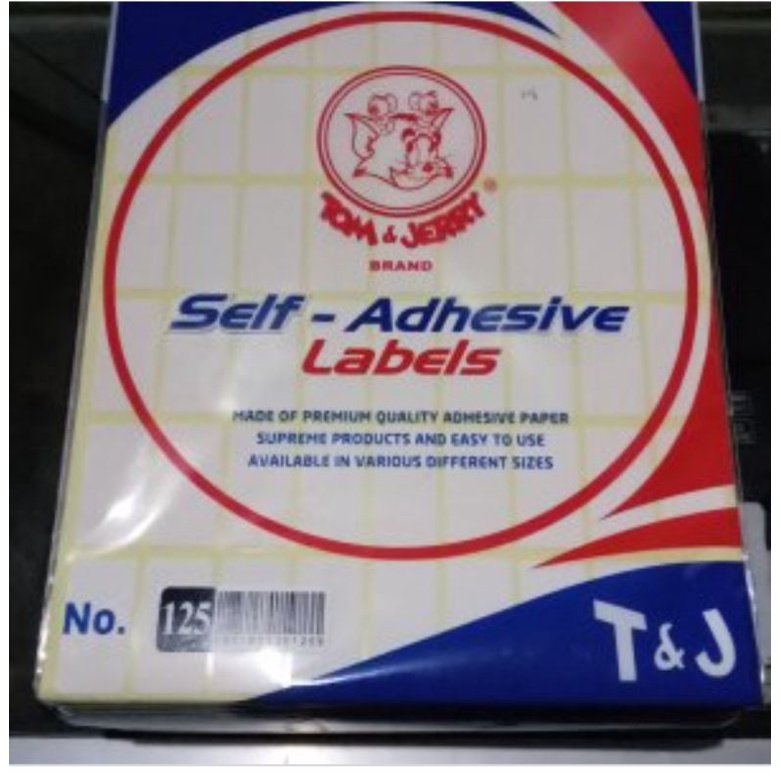 TOM & JERRY®
BRAND
Self - Adhesive
Labels
MADE OF PREMIUM QUALITY ADHESIVE PAPER
SUPREME PRODUCTS AND EASY TO USE
AVAILABLE IN VARIOUS DIFFERENT SIZES
No. 125
T & J